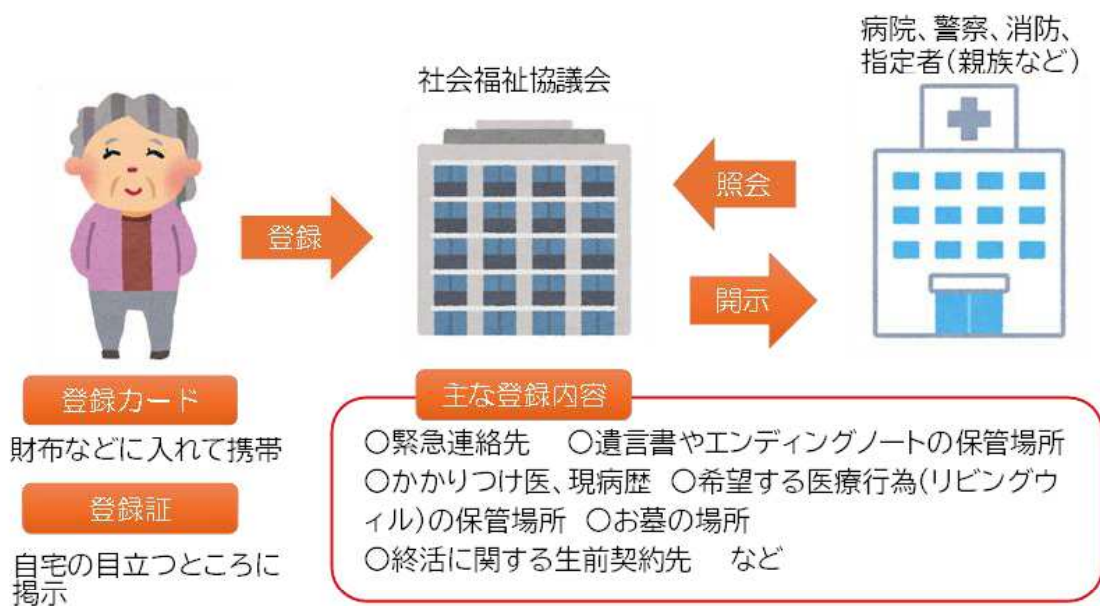 病院、警察、消防、
指定者(親族など)
社会福祉協議会
登録
照会
開示
登録カード
財布などに入れて携帯
登録証
自宅の目立つところに
掲示
主な登録内容
○緊急連絡先　○遺言書やエンディングノートの保管場所
○かかりつけ医、現病歴　○希望する医療行為(リビングウ
ィル)の保管場所　○お墓の場所
○終活に関する生前契約先　など